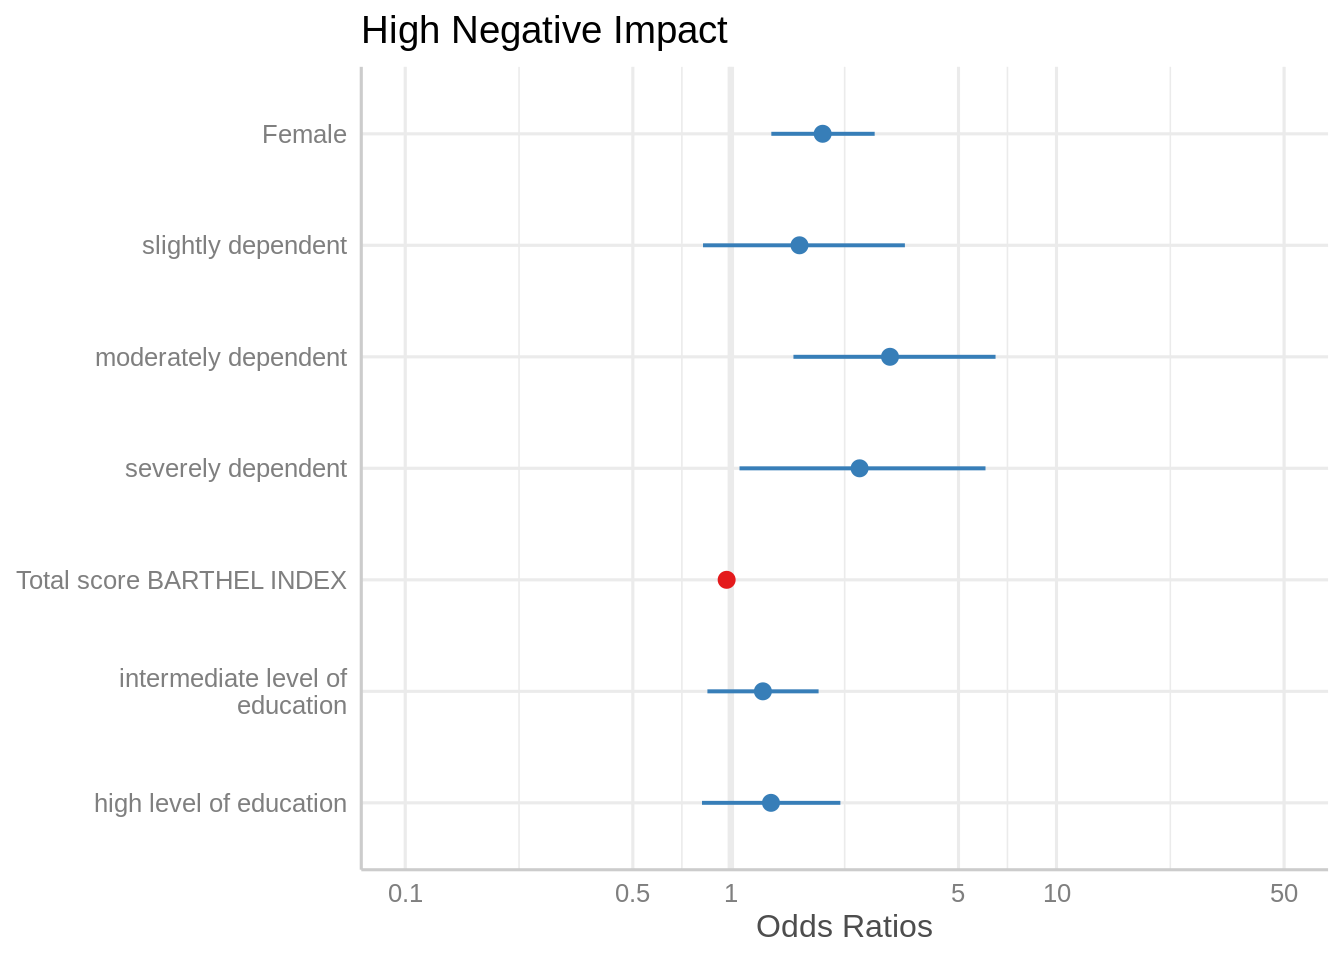 High Negative Impact
Female
slightly dependent
moderately dependent
severely dependent
Total score BARTHEL INDEX
intermediate level of
education
high level of education
0.1 0.5 1 5 10 50
Odds Ratios